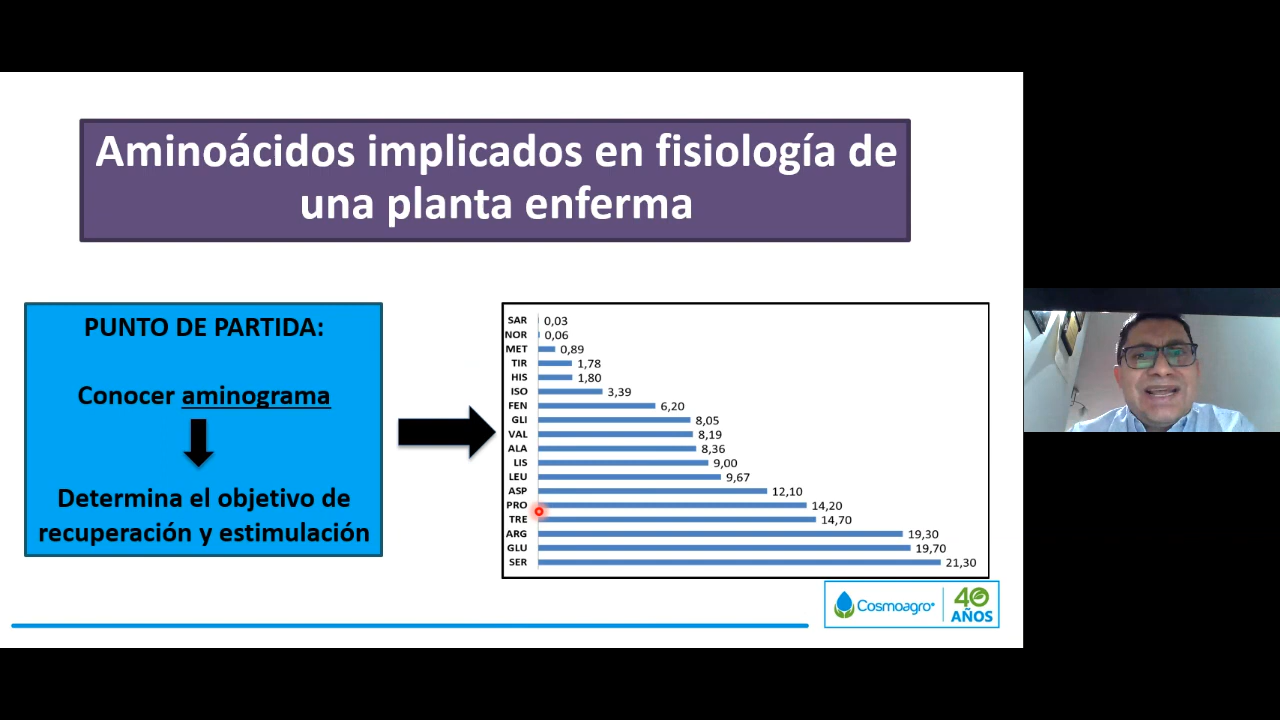 Aminoácidos implicados en fisiología de
una planta enferma
PUNTO DE PARTIDA:
Conocer aminograma
Determina el objetivo de
recuperación y estimulación
SAR 0,03
NOR 0,06
MET 0,89
TIR 1,78
HIS 1,80
ISO 3,39
FEN 6,20
GLI 8,05
VAL 8,19
ALA 8,36
LIS 9,00
LEU 9,67
ASP 12,10
PRO 14,20
TRE 14,70
ARG 19,30
GLU 19,70
SER 21,30
Cosmoagro
40
AÑOS